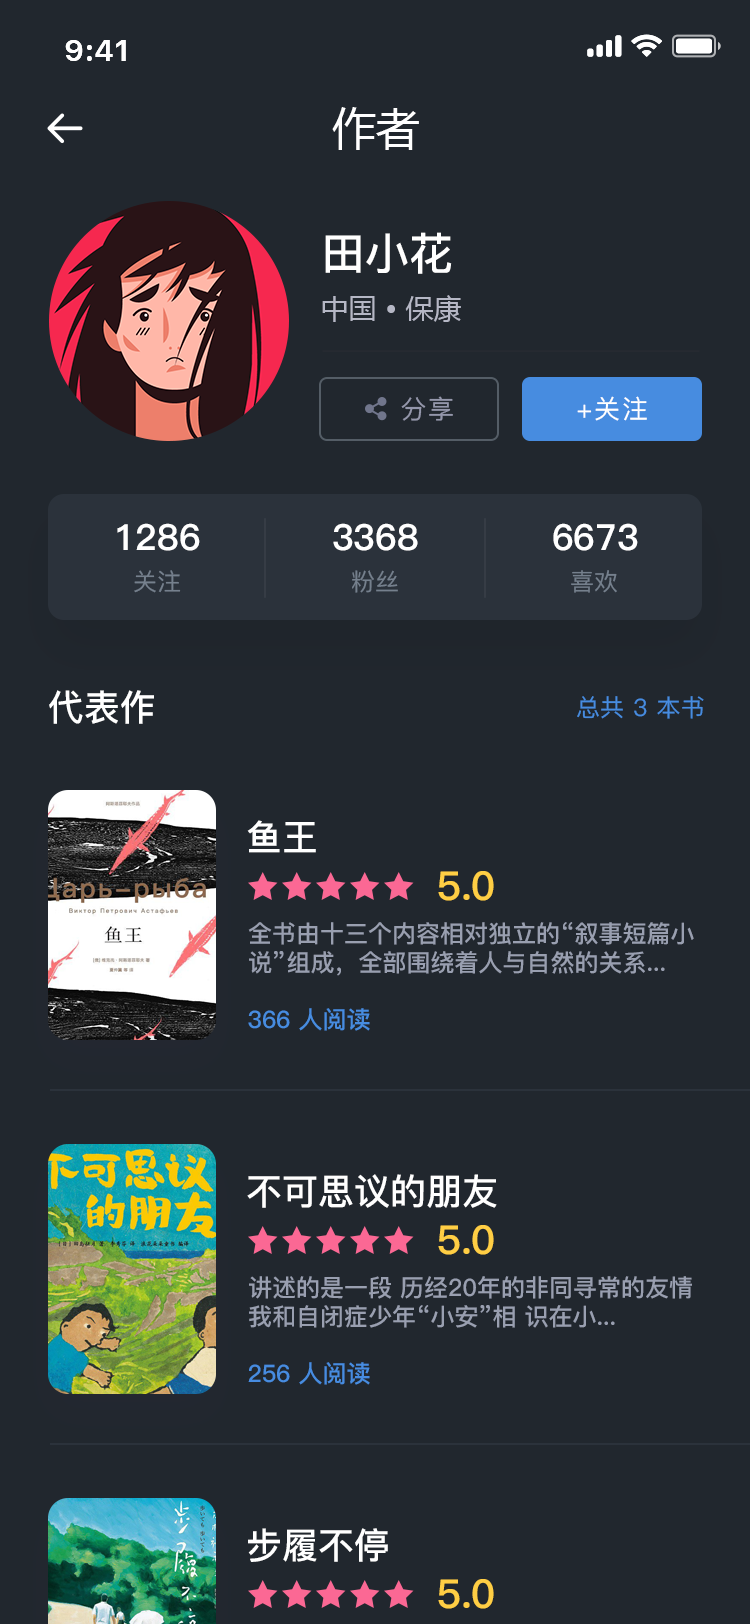 9:41
作者
田小花
中国 • 保康
分享
+关注
1286
3368
6673
关注
粉丝
喜欢
代表作
总共 3 本书
Царь-рыба
Виктор Петрович Астафьев
鱼王
鱼王
5.0
全书由十三个内容相对独立的“叙事短篇小
说”组成，全部围绕着人与自然的关系...
366 人阅读
不可思议
的朋友
不可思议的朋友
5.0
讲述的是一段 历经20年的非同寻常的友情
我和自闭症少年“小安”相 识在小...
256 人阅读
步履不
步履不停
5.0